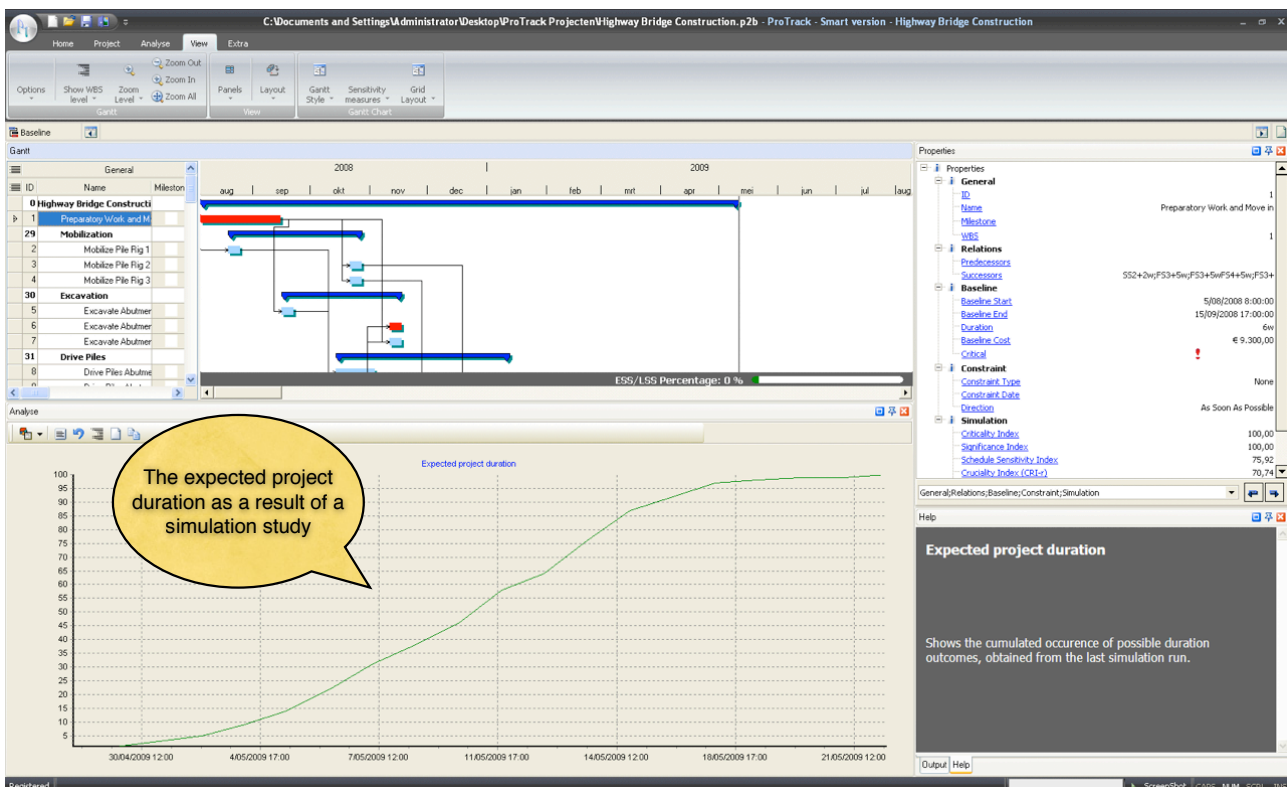 C:\Documents and Settings\Administrator\Desktop\ProTrack Projecten\Highway Bridge Construction.p2b - ProTrack - Smart version - Highway Bridge Construction
Home Project Analyse View Extra
Options
Show WBS level
Zoom Level
Zoom Out
Zoom In
Zoom All
Panels
Layout
Gantt Style
Sensitivity measures
Grid Layout
Gantt View Gantt Chart
Baseline
Gantt
General 2008 2009
ID Name Mileston aug sep okt nov dec jan feb mrt apr mei jun jul aug
0 Highway Bridge Constructi
1 Preparatory Work and M
29 Mobilization
2 Mobilize Pile Rig 1
3 Mobilize Pile Rig 2
4 Mobilize Pile Rig 3
30 Excavation
5 Excavate Abutmer
6 Excavate Abutmer
7 Excavate Abutmer
31 Drive Piles
8 Drive Piles Abutme
ESS/LSS Percentage: 0 %
Analyse
The expected project
duration as a result of a
simulation study
Expected project duration
100
95
90
85
80
75
70
65
60
55
50
45
40
35
30
25
20
15
10
5
30/04/2009 12:00 4/05/2009 17:00 7/05/2009 12:00 11/05/2009 17:00 14/05/2009 12:00 18/05/2009 17:00 21/05/2009 12:00
Properties
Properties
General
ID 1
Name Preparatory Work and Move in
Milestone
WBS 1
Relations
Predecessors
Successors SS2+2w;FS3+5w;FS3+5wFS4+5w;FS3+
Baseline
Baseline Start 5/08/2008 8:00:00
Baseline End 15/09/2008 17:00:00
Duration 6w
Baseline Cost € 9.300,00
Critical
Constraint
Constraint Type None
Constraint Date
Direction As Soon As Possible
Simulation
Criticality Index 100,00
Significance Index 100,00
Schedule Sensitivity Index 75,92
Cruciality Index (CRI-r) 70,74
General;Relations;Baseline;Constraint;Simulation
Help
Expected project duration
Shows the cumulated occurence of possible duration
outcomes, obtained from the last simulation run.
Output Help
Registered ScreenShot CAPS NUM SCRL INS